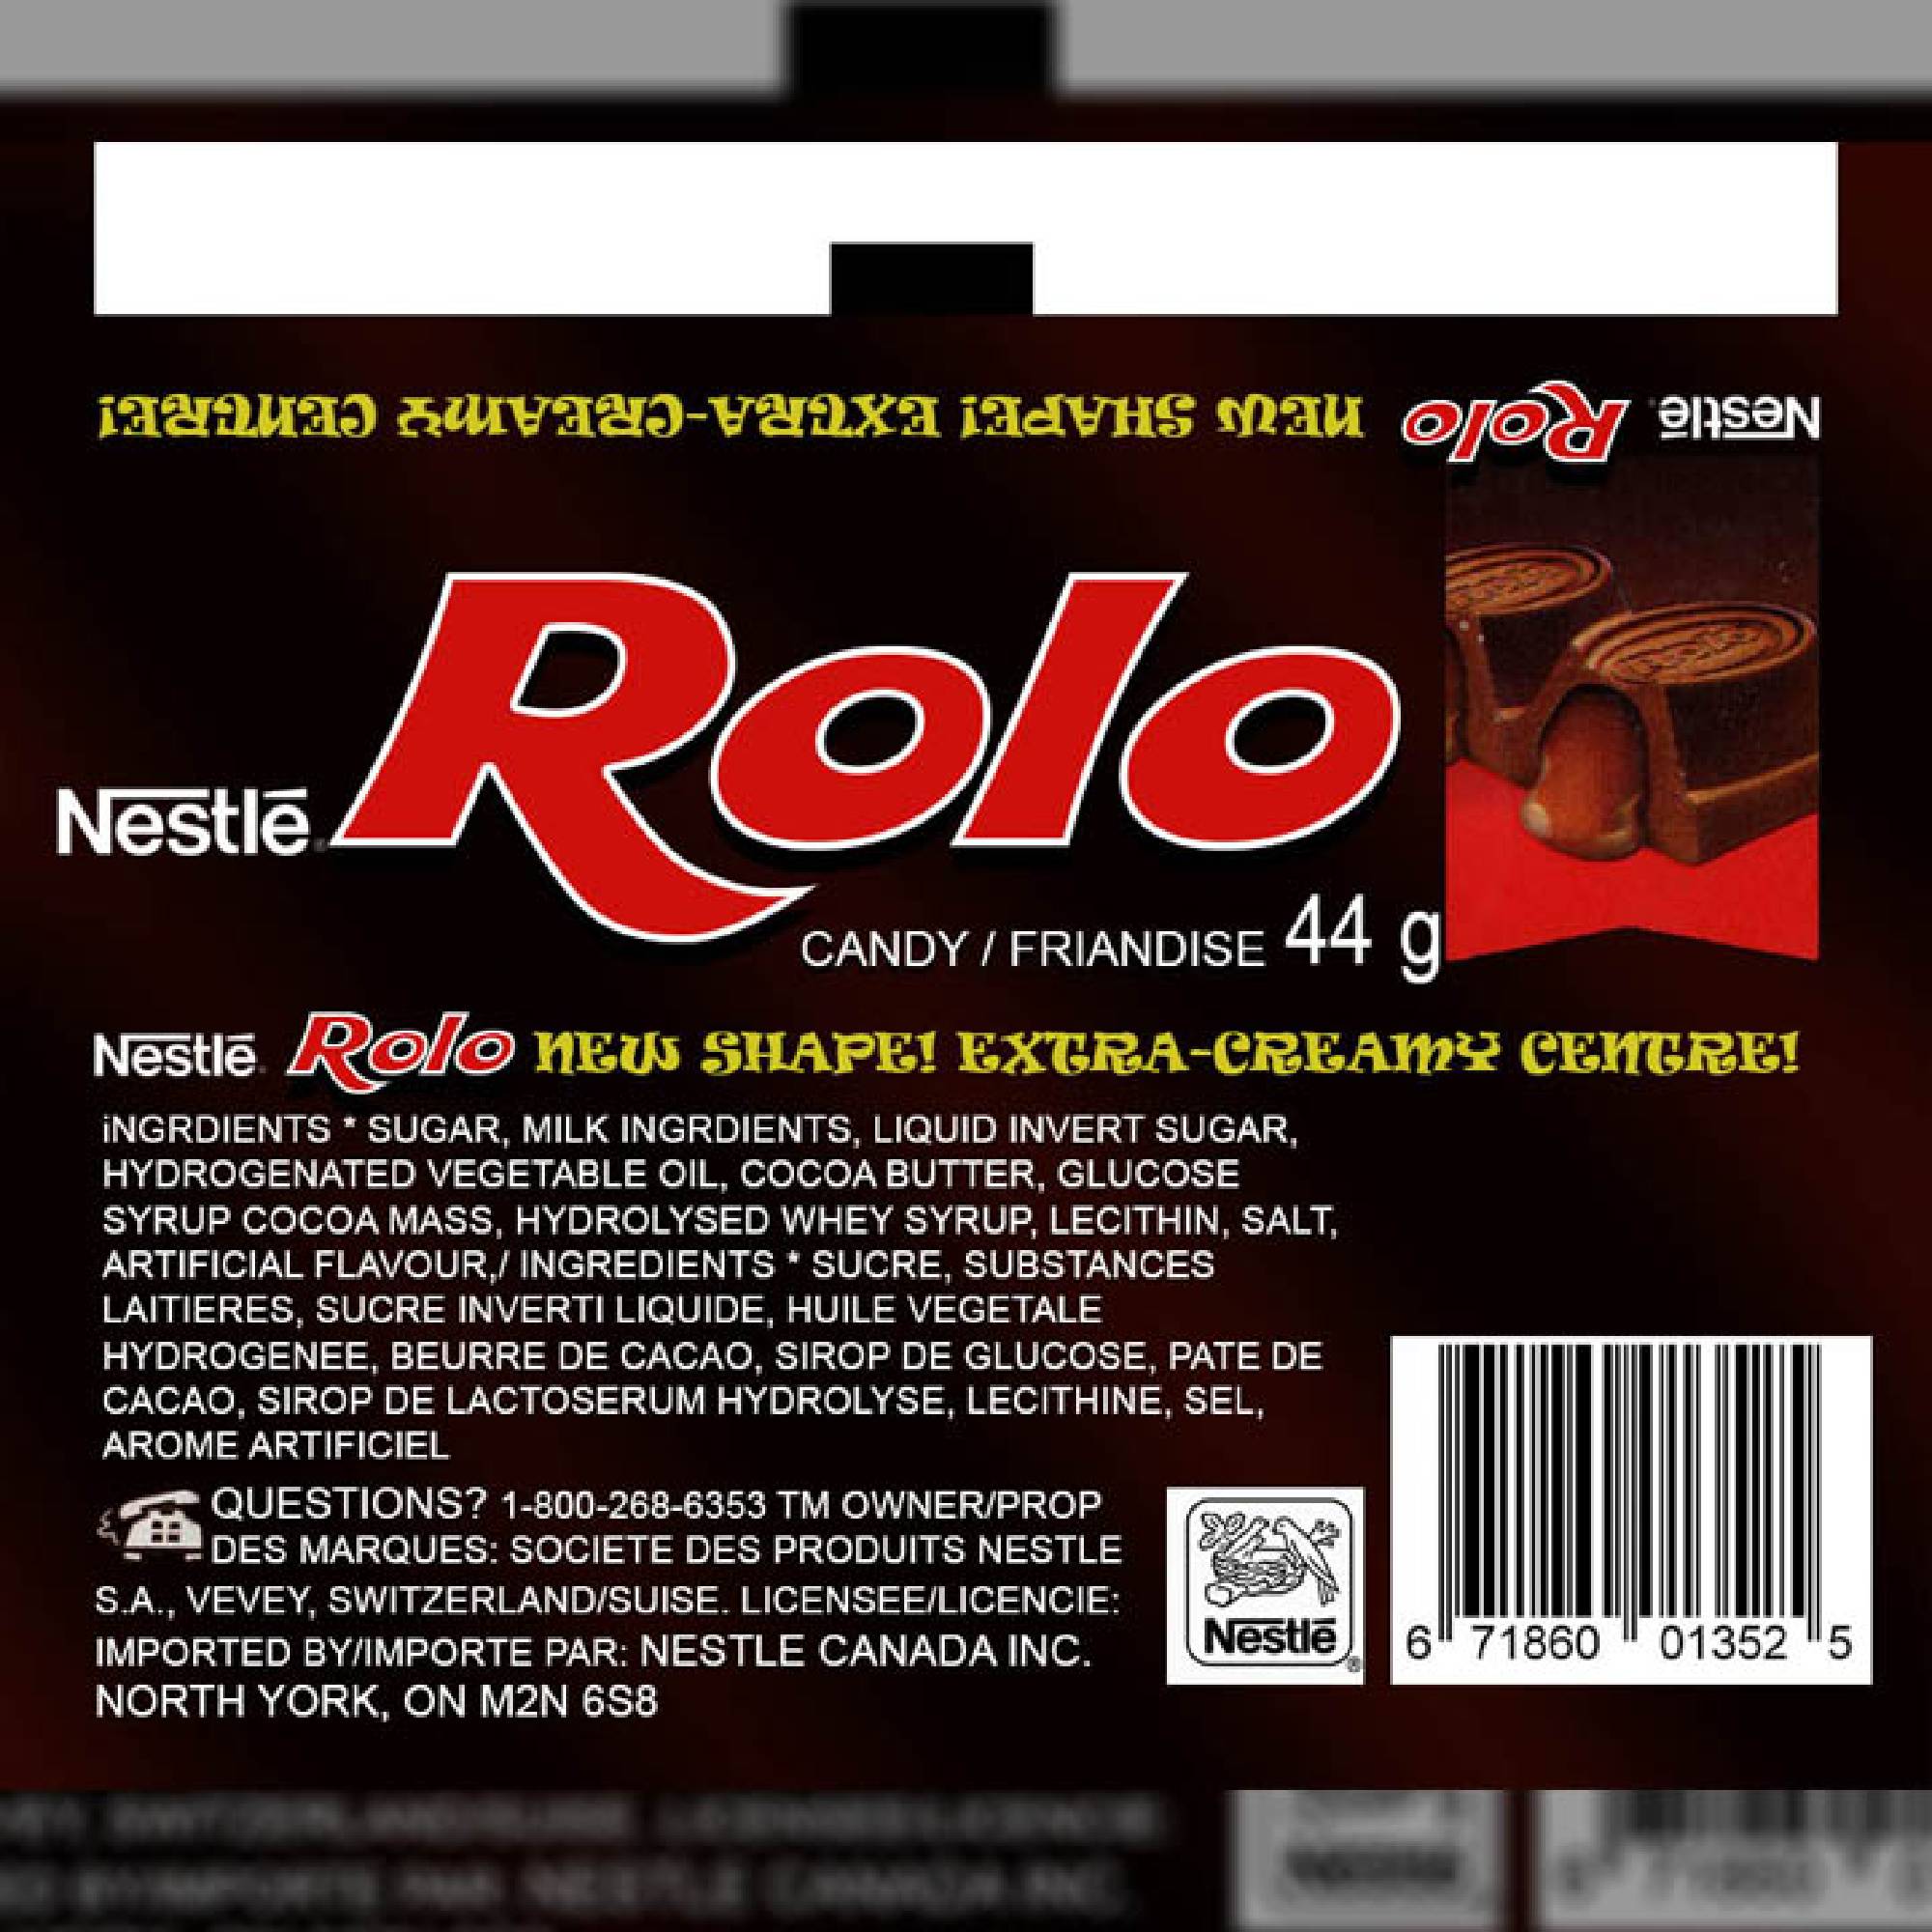 NEW SHAPE! EXTRA-CREAMY CENTRE!
Nestlé Rolo
Rolo
Nestlé
CANDY / FRIANDISE 44 g
Nestlé Rolo NEW SHAPE! EXTRA-CREAMY CENTRE!
iNGRDIENTS * SUGAR, MILK INGRDIENTS, LIQUID INVERT SUGAR,
HYDROGENATED VEGETABLE OIL, COCOA BUTTER, GLUCOSE
SYRUP COCOA MASS, HYDROLYSED WHEY SYRUP, LECITHIN, SALT,
ARTIFICIAL FLAVOUR,/ INGREDIENTS * SUCRE, SUBSTANCES
LAITIERES, SUCRE INVERTI LIQUIDE, HUILE VEGETALE
HYDROGENEE, BEURRE DE CACAO, SIROP DE GLUCOSE, PATE DE
CACAO, SIROP DE LACTOSERUM HYDROLYSE, LECITHINE, SEL,
AROME ARTIFICIEL
QUESTIONS? 1-800-268-6353 TM OWNER/PROP
DES MARQUES: SOCIETE DES PRODUITS NESTLE
S.A., VEVEY, SWITZERLAND/SUISE. LICENSEE/LICENCIE:
IMPORTED BY/IMPORTE PAR: NESTLE CANADA INC.
NORTH YORK, ON M2N 6S8
Nestlé ®
6 71860 01352 5